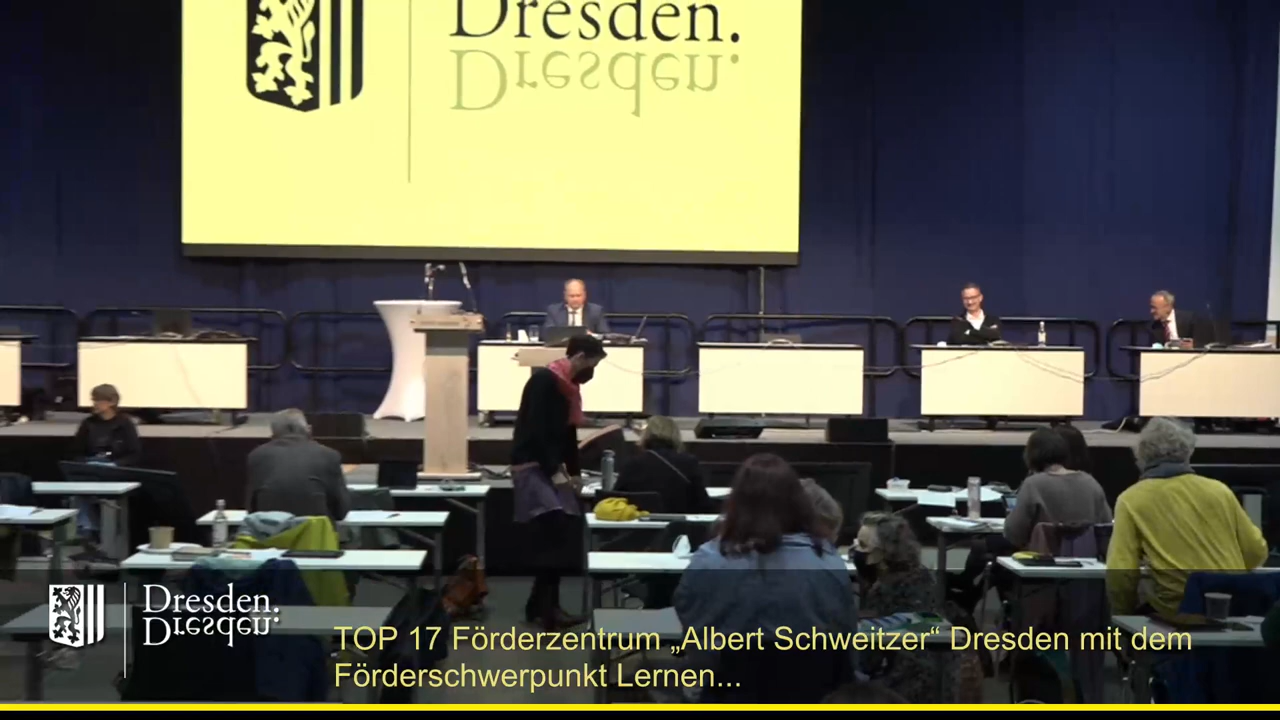 Dresden.
Dresden.
Dresden.
Dresden.
TOP 17 Förderzentrum „Albert Schweitzer“ Dresden mit dem
Förderschwerpunkt Lernen...